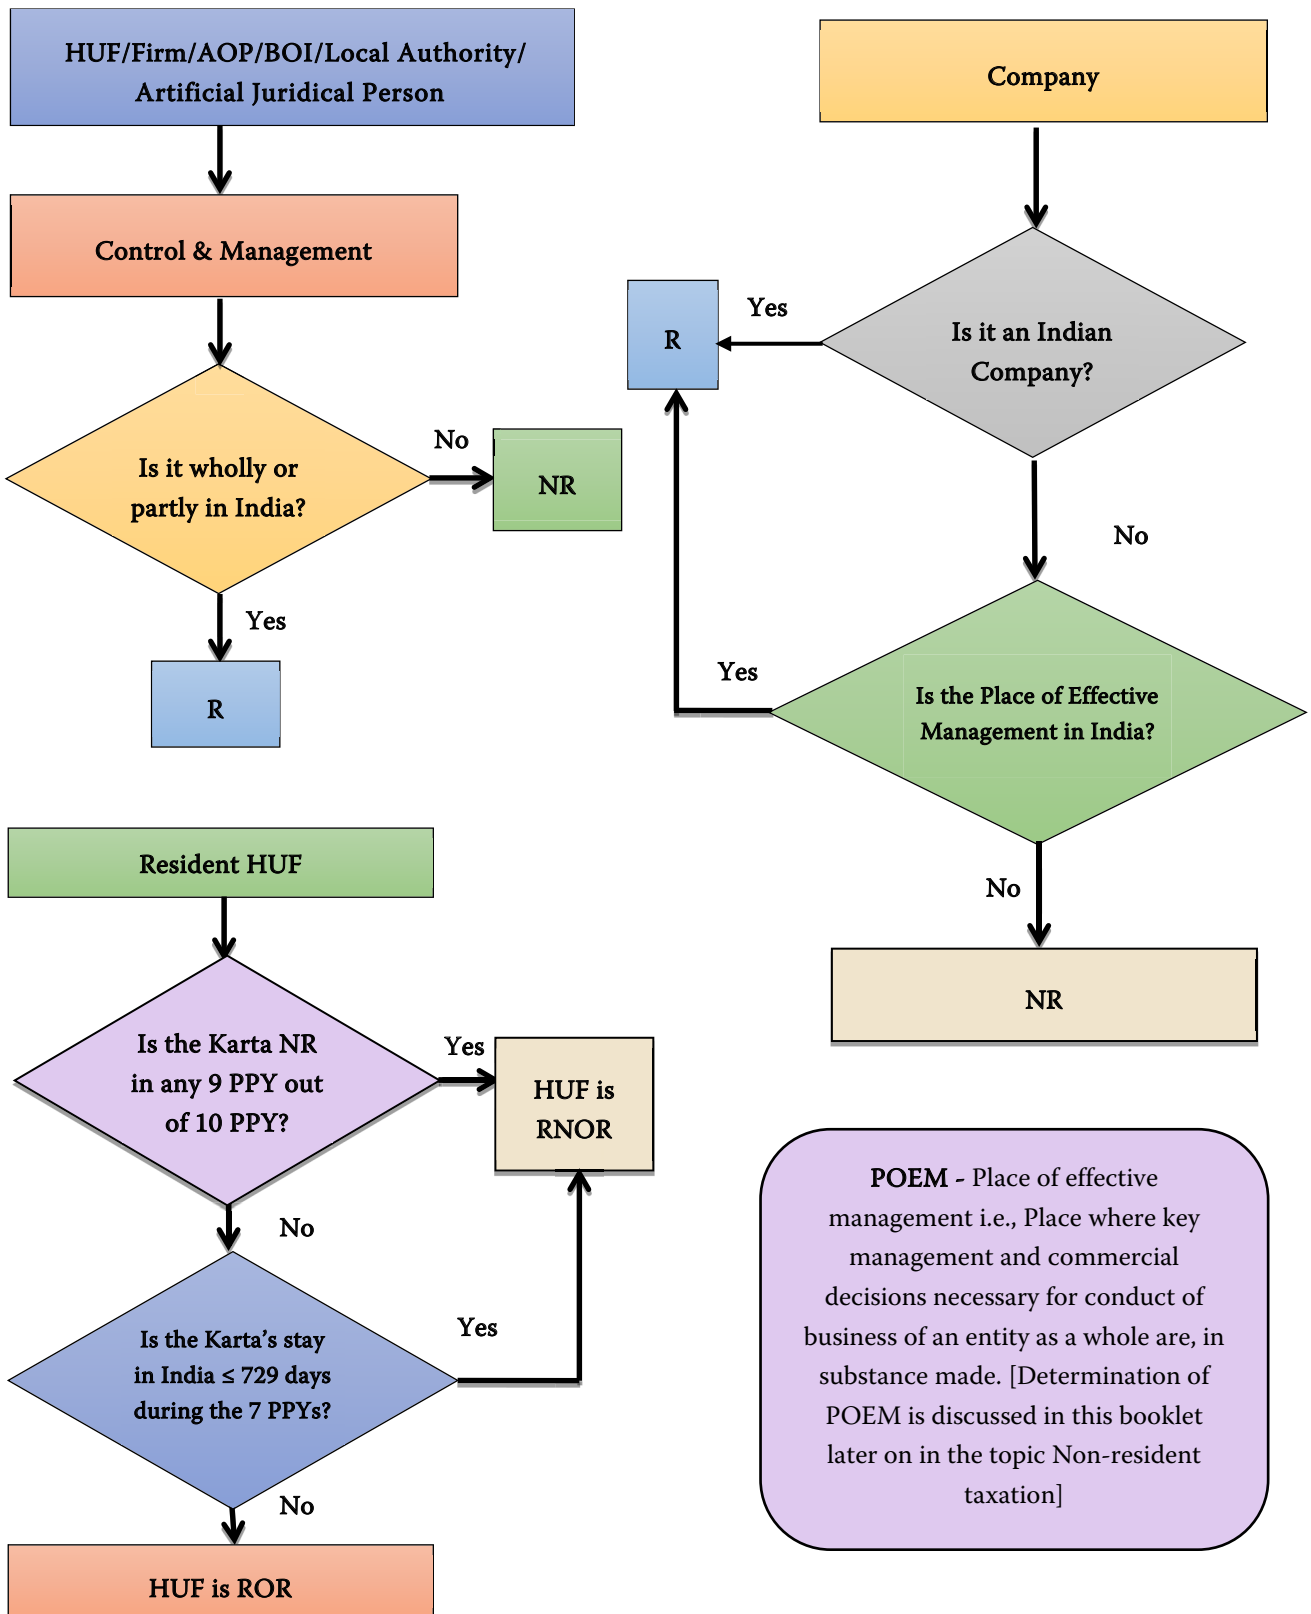 HUF/Firm/AOP/BOI/Local Authority/
Artificial Juridical Person
Control & Management
Is it wholly or
partly in India?
No
NR
Yes
R
Company
Is it an Indian
Company?
Yes
R
No
Is the Place of Effective
Management in India?
Yes
No
NR
Resident HUF
Is the Karta NR
in any 9 PPY out
of 10 PPY?
Yes
HUF is
RNOR
No
Is the Karta’s stay
in India ≤ 729 days
during the 7 PPYs?
Yes
No
HUF is ROR
POEM - Place of effective
management i.e., Place where key
management and commercial
decisions necessary for conduct of
business of an entity as a whole are, in
substance made. [Determination of
POEM is discussed in this booklet
later on in the topic Non-resident
taxation]